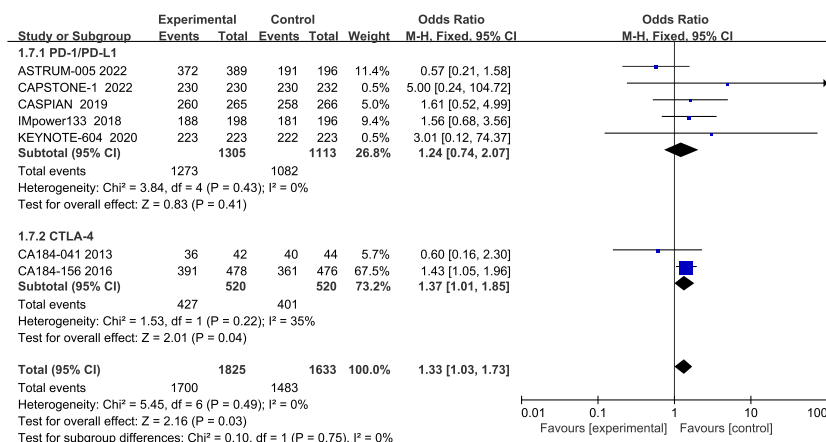 Experimental Control Odds Ratio Odds Ratio
Study or Subgroup Events Total Events Total Weight M-H, Fixed, 95% CI M-H, Fixed, 95% CI
1.7.1 PD-1/PD-L1
ASTRUM-005 2022 372 389 191 196 11.4% 0.57 [0.21, 1.58]
CAPSTONE-1 2022 230 230 230 232 0.5% 5.00 [0.24, 104.72]
CASPIAN 2019 260 265 258 266 5.0% 1.61 [0.52, 4.99]
IMpower133 2018 188 198 181 196 9.4% 1.56 [0.68, 3.56]
KEYNOTE-604 2020 223 223 222 223 0.5% 3.01 [0.12, 74.37]
Subtotal (95% CI) 1305 1113 26.8% 1.24 [0.74, 2.07]
Total events 1273 1082
Heterogeneity: Chi² = 3.84, df = 4 (P = 0.43); I² = 0%
Test for overall effect: Z = 0.83 (P = 0.41)
1.7.2 CTLA-4
CA184-041 2013 36 42 40 44 5.7% 0.60 [0.16, 2.30]
CA184-156 2016 391 478 361 476 67.5% 1.43 [1.05, 1.96]
Subtotal (95% CI) 520 520 73.2% 1.37 [1.01, 1.85]
Total events 427 401
Heterogeneity: Chi² = 1.53, df = 1 (P = 0.22); I² = 35%
Test for overall effect: Z = 2.01 (P = 0.04)
Total (95% CI) 1825 1633 100.0% 1.33 [1.03, 1.73]
Total events 1700 1483
Heterogeneity: Chi² = 5.45, df = 6 (P = 0.49); I² = 0%
Test for overall effect: Z = 2.16 (P = 0.03)
Test for subgroup differences: Chi² = 0.10, df = 1 (P = 0.75), I² = 0%
0.01 0.1 1 10 100
Favours [experimental] Favours [control]